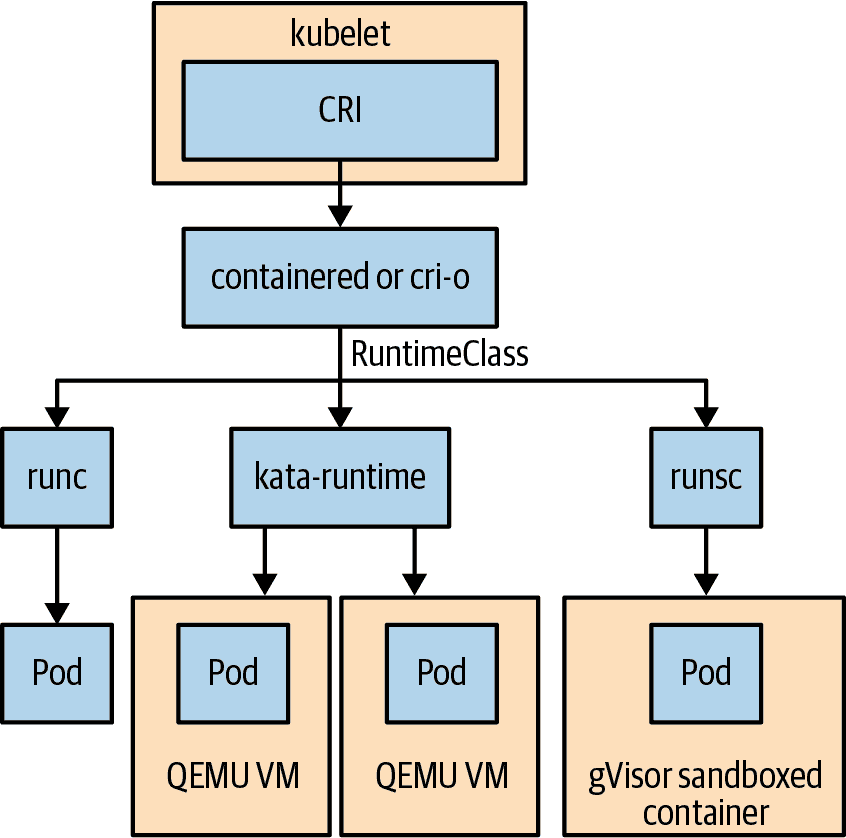 kubelet
CRI
containered or cri-o
RuntimeClass
runc
kata-runtime
runsc
Pod
Pod
Pod
Pod
QEMU VM
QEMU VM
gVisor sandboxed
container